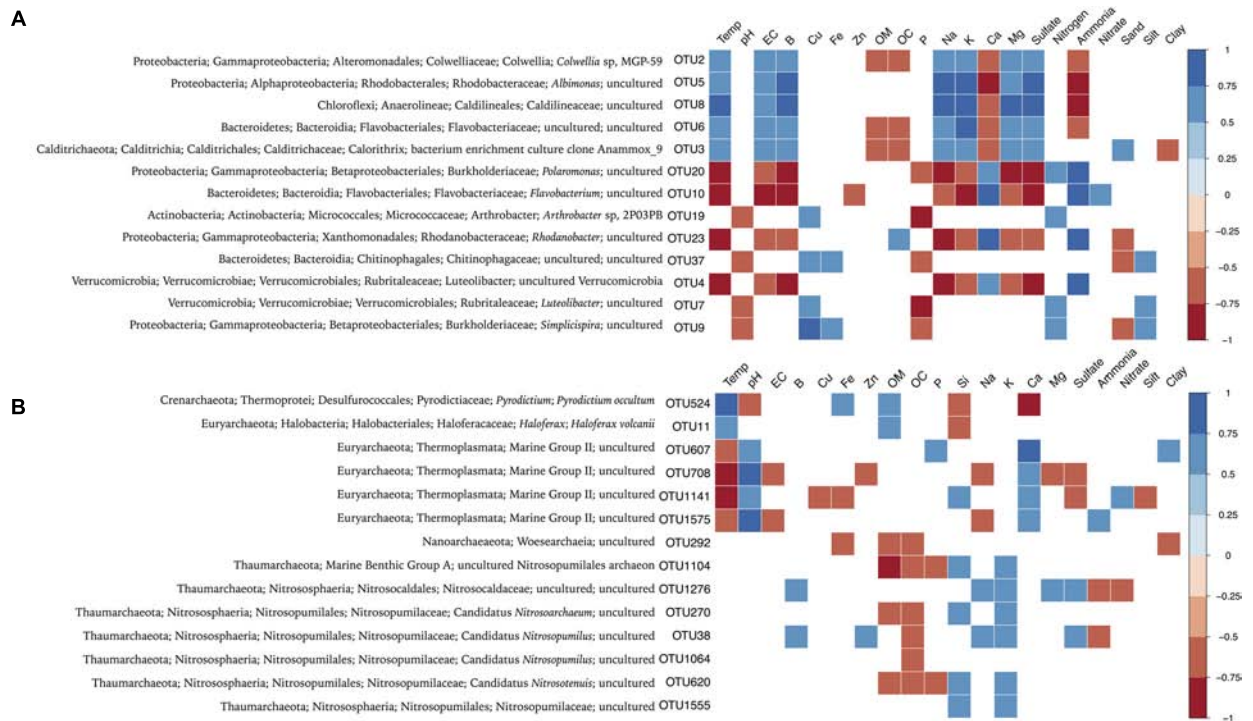 A
Temp pH EC B Cu Fe Zn OM OC P Na K Ca Mg Sulfate Nitrogen Ammonia Nitrate Sand Silt Clay
Proteobacteria; Gammaproteobacteria; Alteromonadales; Colwelliaceae; Colwellia; Colwellia sp, MGP-59 OTU2
Proteobacteria; Alphaproteobacteria; Rhodobacterales; Rhodobacteraceae; Albimonas; uncultured OTU5
Chloroflexi; Anaerolineae; Caldilineales; Caldilineaceae; uncultured OTU8
Bacteroidetes; Bacteroidia; Flavobacteriales; Flavobacteriaceae; uncultured; uncultured OTU6
Calditrichaeota; Calditrichia; Calditrichales; Calditrichaceae; Calorithrix; bacterium enrichment culture clone Anammox_9 OTU3
Proteobacteria; Gammaproteobacteria; Betaproteobacteriales; Burkholderiaceae; Polaromonas; uncultured OTU20
Bacteroidetes; Bacteroidia; Flavobacteriales; Flavobacteriaceae; Flavobacterium; uncultured OTU10
Actinobacteria; Actinobacteria; Micrococcales; Micrococcaceae; Arthrobacter; Arthrobacter sp, 2P03PB OTU19
Proteobacteria; Gammaproteobacteria; Xanthomonadales; Rhodanobacteraceae; Rhodanobacter; uncultured OTU23
Bacteroidetes; Bacteroidia; Chitinophagales; Chitinophagaceae; uncultured; uncultured OTU37
Verrucomicrobia; Verrucomicrobiae; Verrucomicrobiales; Rubritaleaceae; Luteolibacter; uncultured Verrucomicrobia OTU4
Verrucomicrobia; Verrucomicrobiae; Verrucomicrobiales; Rubritaleaceae; Luteolibacter; uncultured OTU7
Proteobacteria; Gammaproteobacteria; Betaproteobacteriales; Burkholderiaceae; Simplicispira; uncultured OTU9
1
0.75
0.5
0.25
0
-0.25
-0.5
-0.75
-1
B
Temp pH EC B Cu Fe Zn OM OC P Si Na K Ca Mg Sulfate Ammonia Nitrate Silt Clay
Crenarchaeota; Thermoprotei; Desulfurococcales; Pyrodictiaceae; Pyrodictium; Pyrodictium occultum OTU524
Euryarchaeota; Halobacteria; Halobacteriales; Haloferacaceae; Haloferax; Haloferax volcanii OTU11
Euryarchaeota; Thermoplasmata; Marine Group II; uncultured OTU607
Euryarchaeota; Thermoplasmata; Marine Group II; uncultured OTU708
Euryarchaeota; Thermoplasmata; Marine Group II; uncultured OTU1141
Euryarchaeota; Thermoplasmata; Marine Group II; uncultured OTU1575
Nanoarchaeaeota; Woesearchaeia; uncultured OTU292
Thaumarchaeota; Marine Benthic Group A; uncultured Nitrosopumilales archaeon OTU1104
Thaumarchaeota; Nitrososphaeria; Nitrosocaldales; Nitrosocaldaceae; uncultured; uncultured OTU1276
Thaumarchaeota; Nitrososphaeria; Nitrosopumilales; Nitrosopumilaceae; Candidatus Nitrosoarchaeum; uncultured OTU270
Thaumarchaeota; Nitrososphaeria; Nitrosopumilales; Nitrosopumilaceae; Candidatus Nitrosopumilus; uncultured OTU38
Thaumarchaeota; Nitrososphaeria; Nitrosopumilales; Nitrosopumilaceae; Candidatus Nitrosopumilus; uncultured OTU1064
Thaumarchaeota; Nitrososphaeria; Nitrosopumilales; Nitrosopumilaceae; Candidatus Nitrosotenuis; uncultured OTU620
Thaumarchaeota; Nitrososphaeria; Nitrosopumilales; Nitrosopumilaceae; uncultured OTU1555
1
0.75
0.5
0.25
0
-0.25
-0.5
-0.75
-1